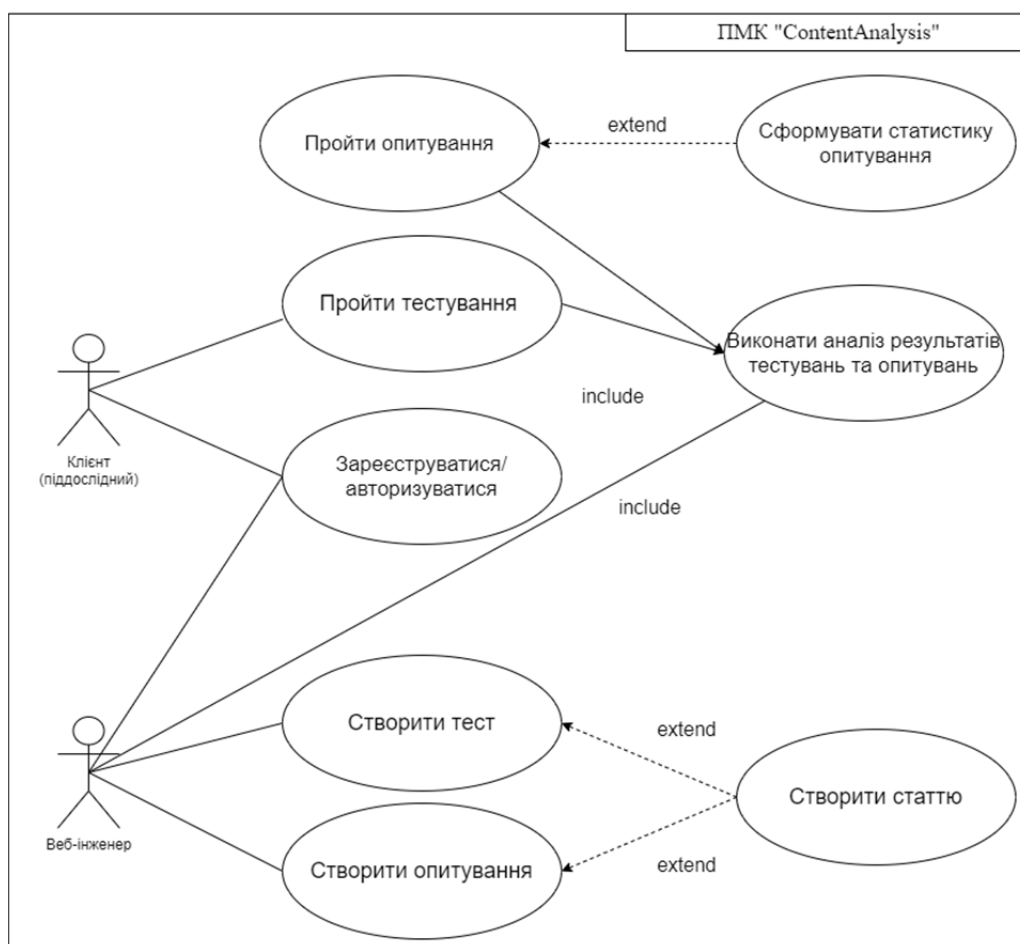 ПМК "ContentAnalysis"
Пройти опитування
extend
Сформувати статистику
опитування
Пройти тестування
Виконати аналіз результатів
тестувань та опитувань
include
Клієнт
(піддослідний)
Зареєструватися/
авторизуватися
include
Створити тест
extend
Створити статтю
Веб-інженер
Створити опитування
extend